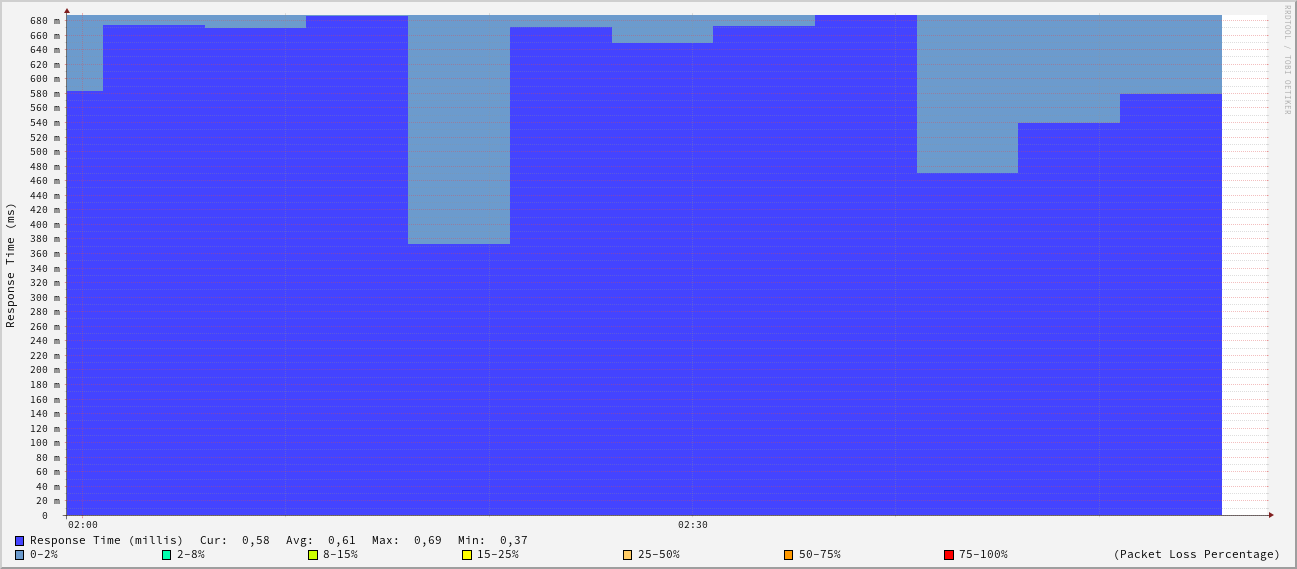 680 m
660 m
640 m
620 m
600 m
580 m
560 m
540 m
520 m
500 m
480 m
460 m
440 m
420 m
400 m
380 m
360 m
340 m
320 m
300 m
280 m
260 m
240 m
220 m
200 m
180 m
160 m
140 m
120 m
100 m
80 m
60 m
40 m
20 m
0
Response Time (ms)
02:00 02:30
RRDTOOL / TOBI OETIKER
Response Time (millis) Cur: 0,58 Avg: 0,61 Max: 0,69 Min: 0,37
0-2% 2-8% 8-15% 15-25% 25-50% 50-75% 75-100% (Packet Loss Percentage)